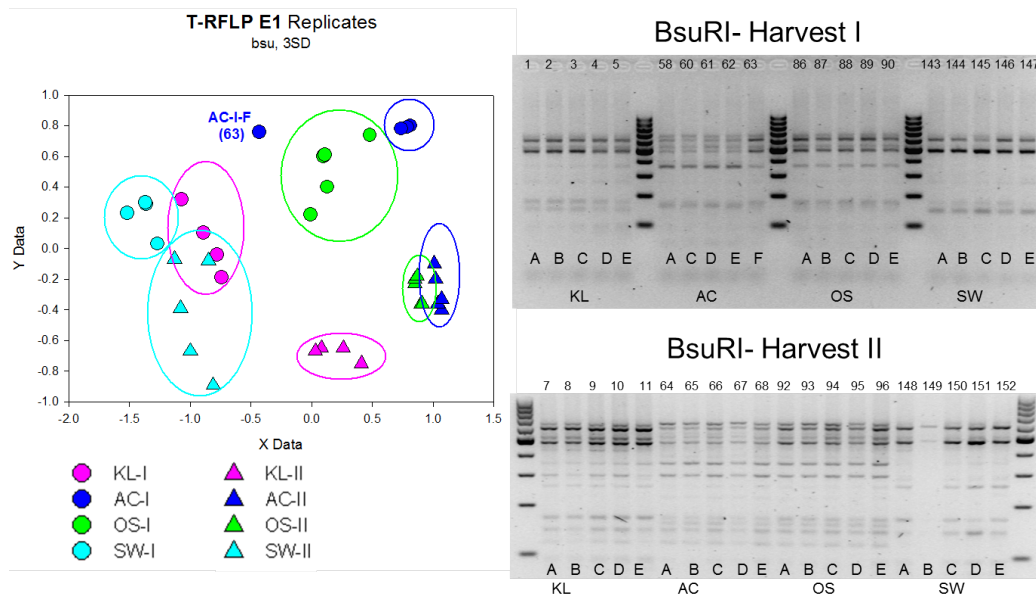 T-RFLP E1 Replicates
bsu, 3SD
1.0
0.8
0.6
0.4
0.2
0.0
-0.2
-0.4
-0.6
-0.8
-1.0
Y Data
AC-I-F
(63)
-2.0 -1.5 -1.0 -0.5 0.0 0.5 1.0 1.5
X Data
KL-I KL-II
AC-I AC-II
OS-I OS-II
SW-I SW-II
BsuRI- Harvest I
1 2 3 4 5 58 60 61 62 63 86 87 88 89 90 143 144 145 146 147
A B C D E A C D E F A B C D E A B C D E
KL AC OS SW
BsuRI- Harvest II
7 8 9 10 11 64 65 66 67 68 92 93 94 95 96 148 149 150 151 152
A B C D E A B C D E A B C D E A B C D E
KL AC OS SW